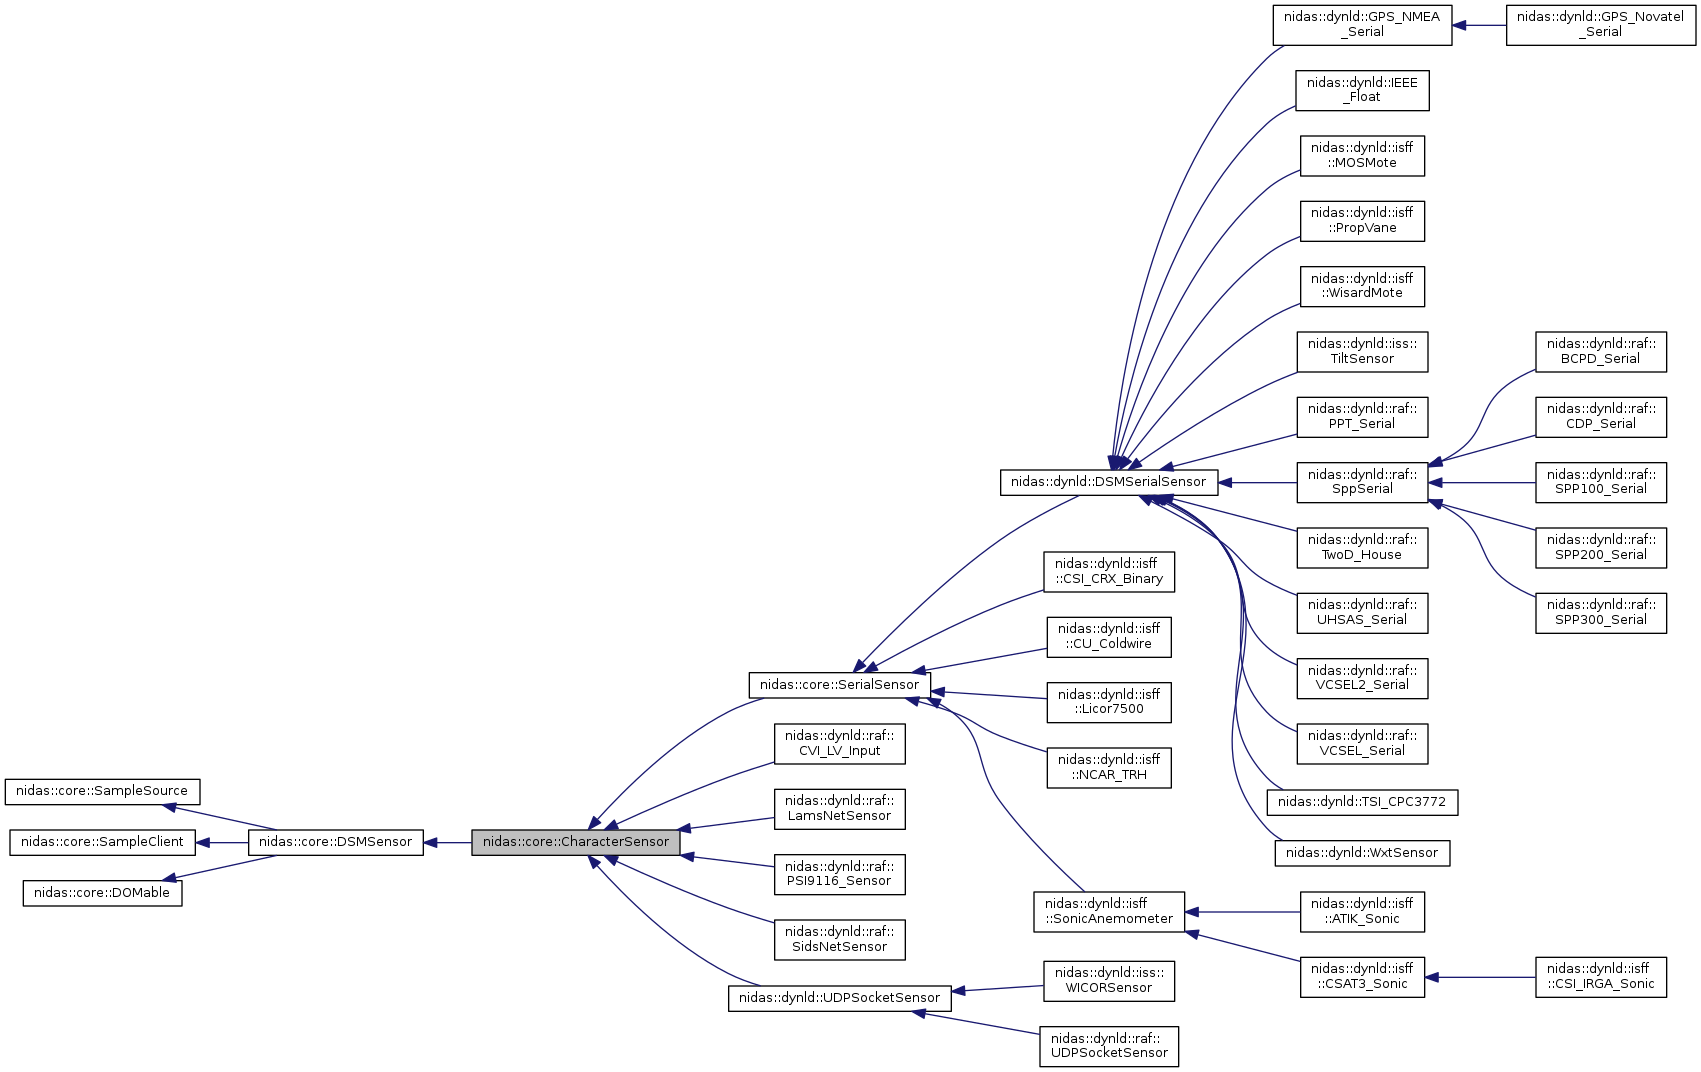 nidas::core::SampleSource
nidas::core::SampleClient
nidas::core::DOMable
nidas::core::DSMSensor
nidas::core::CharacterSensor
nidas::core::SerialSensor
nidas::dynld::raf::
CVI_LV_Input
nidas::dynld::raf::
LamsNetSensor
nidas::dynld::raf::
PSI9116_Sensor
nidas::dynld::raf::
SidsNetSensor
nidas::dynld::UDPSocketSensor
nidas::dynld::DSMSerialSensor
nidas::dynld::isff
::CSI_CRX_Binary
nidas::dynld::isff
::CU_Coldwire
nidas::dynld::isff
::Licor7500
nidas::dynld::isff
::NCAR_TRH
nidas::dynld::isff
::SonicAnemometer
nidas::dynld::iss::
WICORSensor
nidas::dynld::raf::
UDPSocketSensor
nidas::dynld::GPS_NMEA
_Serial
nidas::dynld::IEEE
_Float
nidas::dynld::isff
::MOSMote
nidas::dynld::isff
::PropVane
nidas::dynld::isff
::WisardMote
nidas::dynld::iss::
TiltSensor
nidas::dynld::raf::
PPT_Serial
nidas::dynld::raf::
SppSerial
nidas::dynld::raf::
TwoD_House
nidas::dynld::raf::
UHSAS_Serial
nidas::dynld::raf::
VCSEL2_Serial
nidas::dynld::raf::
VCSEL_Serial
nidas::dynld::TSI_CPC3772
nidas::dynld::WxtSensor
nidas::dynld::isff
::ATIK_Sonic
nidas::dynld::isff
::CSAT3_Sonic
nidas::dynld::GPS_Novatel
_Serial
nidas::dynld::raf::
BCPD_Serial
nidas::dynld::raf::
CDP_Serial
nidas::dynld::raf::
SPP100_Serial
nidas::dynld::raf::
SPP200_Serial
nidas::dynld::raf::
SPP300_Serial
nidas::dynld::isff
::CSI_IRGA_Sonic